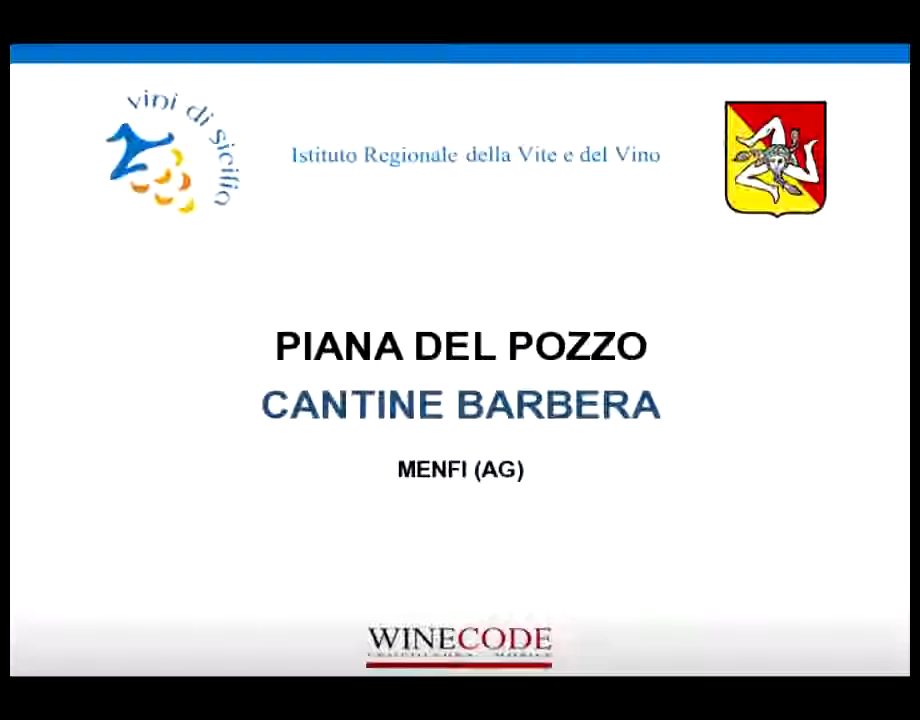 vini di sicilia
Istituto Regionale della Vite e del Vino
PIANA DEL POZZO
CANTINE BARBERA
MENFI (AG)
WINECODE